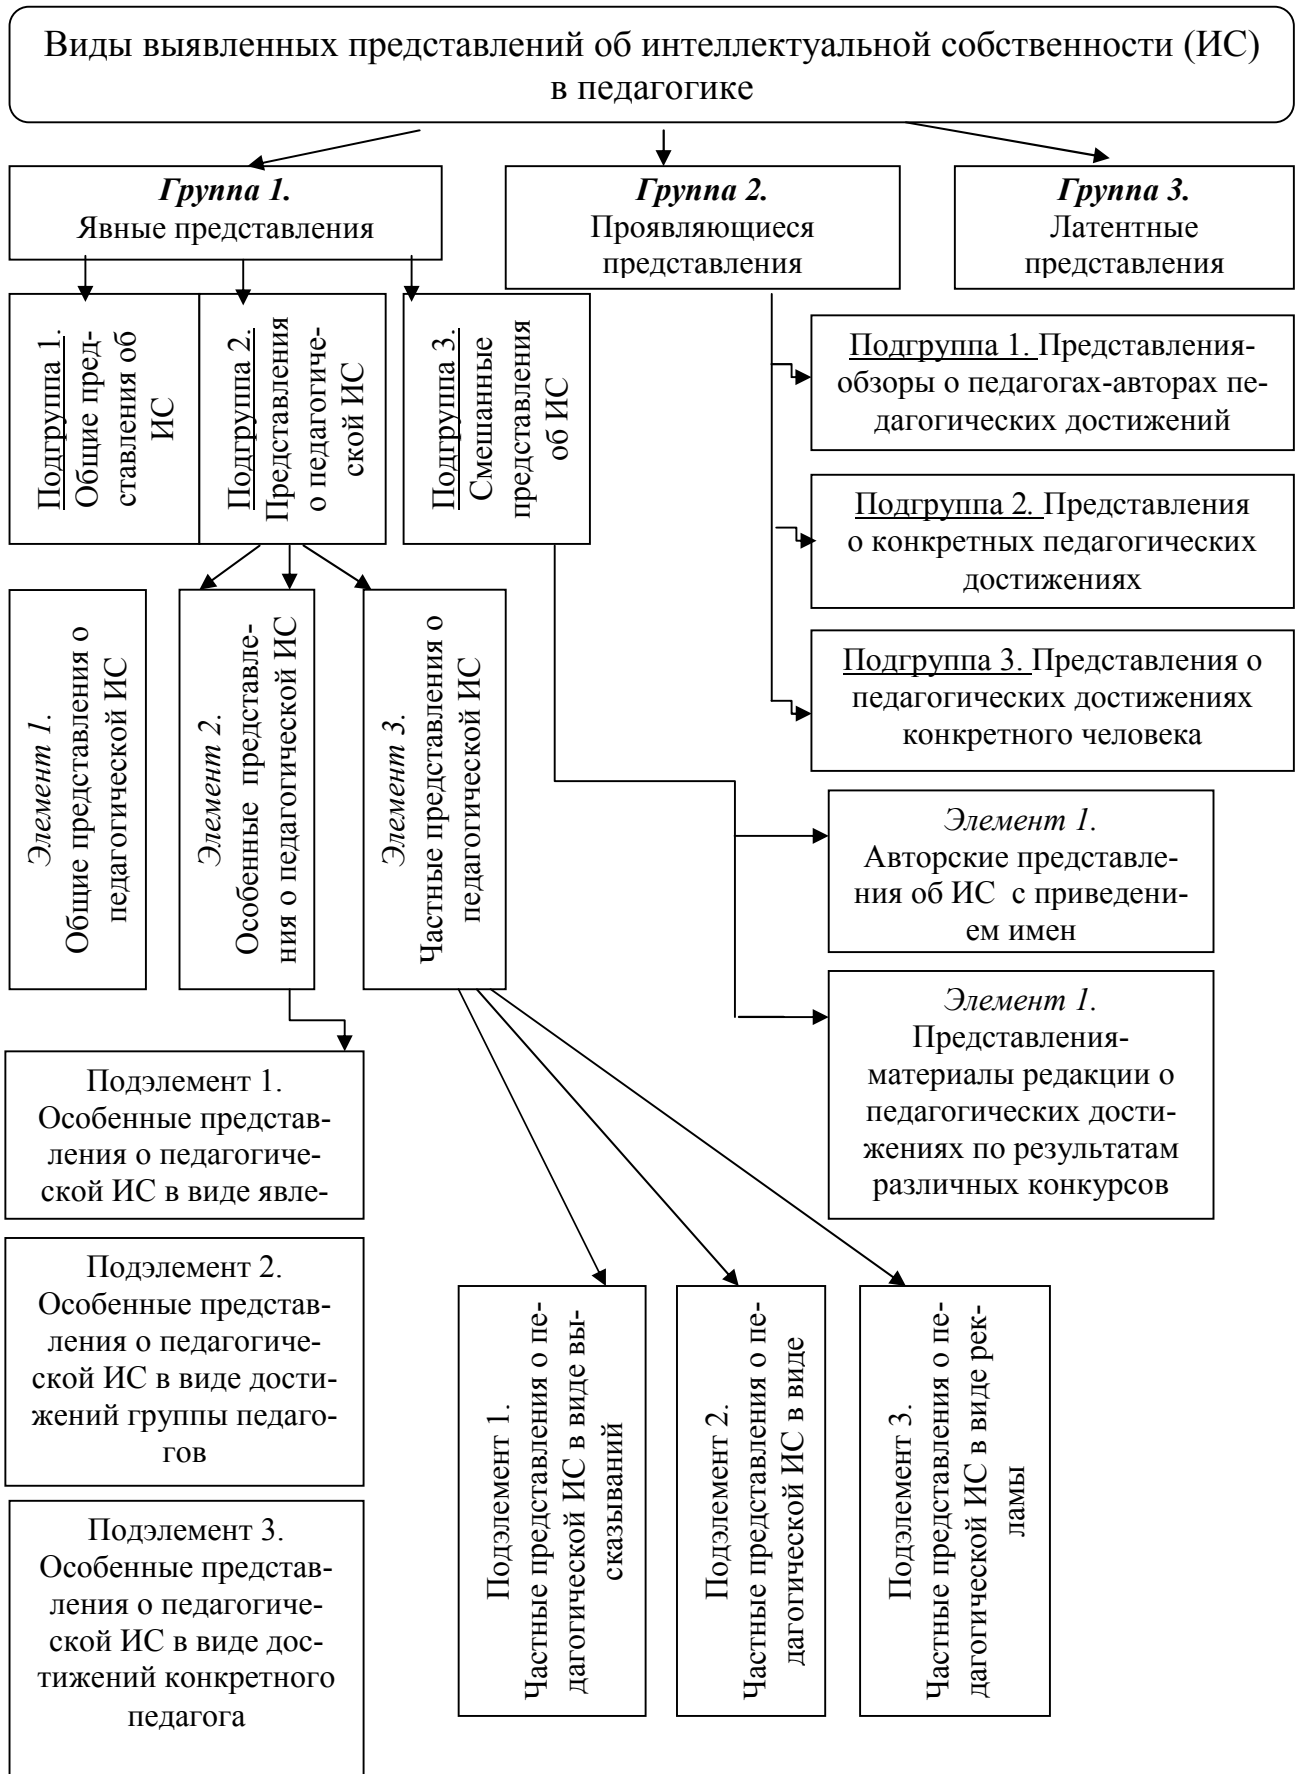 Виды выявленных представлений об интеллектуальной собственности (ИС)
в педагогике
Группа 1.
Явные представления
Группа 2.
Проявляющиеся
представления
Группа 3.
Латентные
представления
Подгруппа 1.
Общие пред-
ставления об
ИС
Подгруппа 2.
Представления
о педагогиче-
ской ИС
Подгруппа 3.
Смешанные
представления
об ИС
Подгруппа 1. Представления-
обзоры о педагогах-авторах пе-
дагогических достижений
Подгруппа 2. Представления
о конкретных педагогических
достижениях
Подгруппа 3. Представления о
педагогических достижениях
конкретного человека
Элемент 1.
Общие представления о
педагогической ИС
Элемент 2.
Особенные представле-
ния о педагогической ИС
Элемент 3.
Частные представления о
педагогической ИС
Элемент 1.
Авторские представле-
ния об ИС с приведени-
ем имен
Элемент 1.
Представления-
материалы редакции о
педагогических дости-
жениях по результатам
различных конкурсов
Подэлемент 1.
Особенные представ-
ления о педагогиче-
ской ИС в виде явле-
Подэлемент 2.
Особенные представ-
ления о педагогиче-
ской ИС в виде дости-
жений группы педаго-
гов
Подэлемент 3.
Особенные представ-
ления о педагогиче-
ской ИС в виде дос-
тижений конкретного
педагога
Подэлемент 1.
Частные представления о пе-
дагогической ИС в виде вы-
сказываний
Подэлемент 2.
Частные представления о пе-
дагогической ИС в виде
Подэлемент 3.
Частные представления о пе-
дагогической ИС в виде рек-
ламы